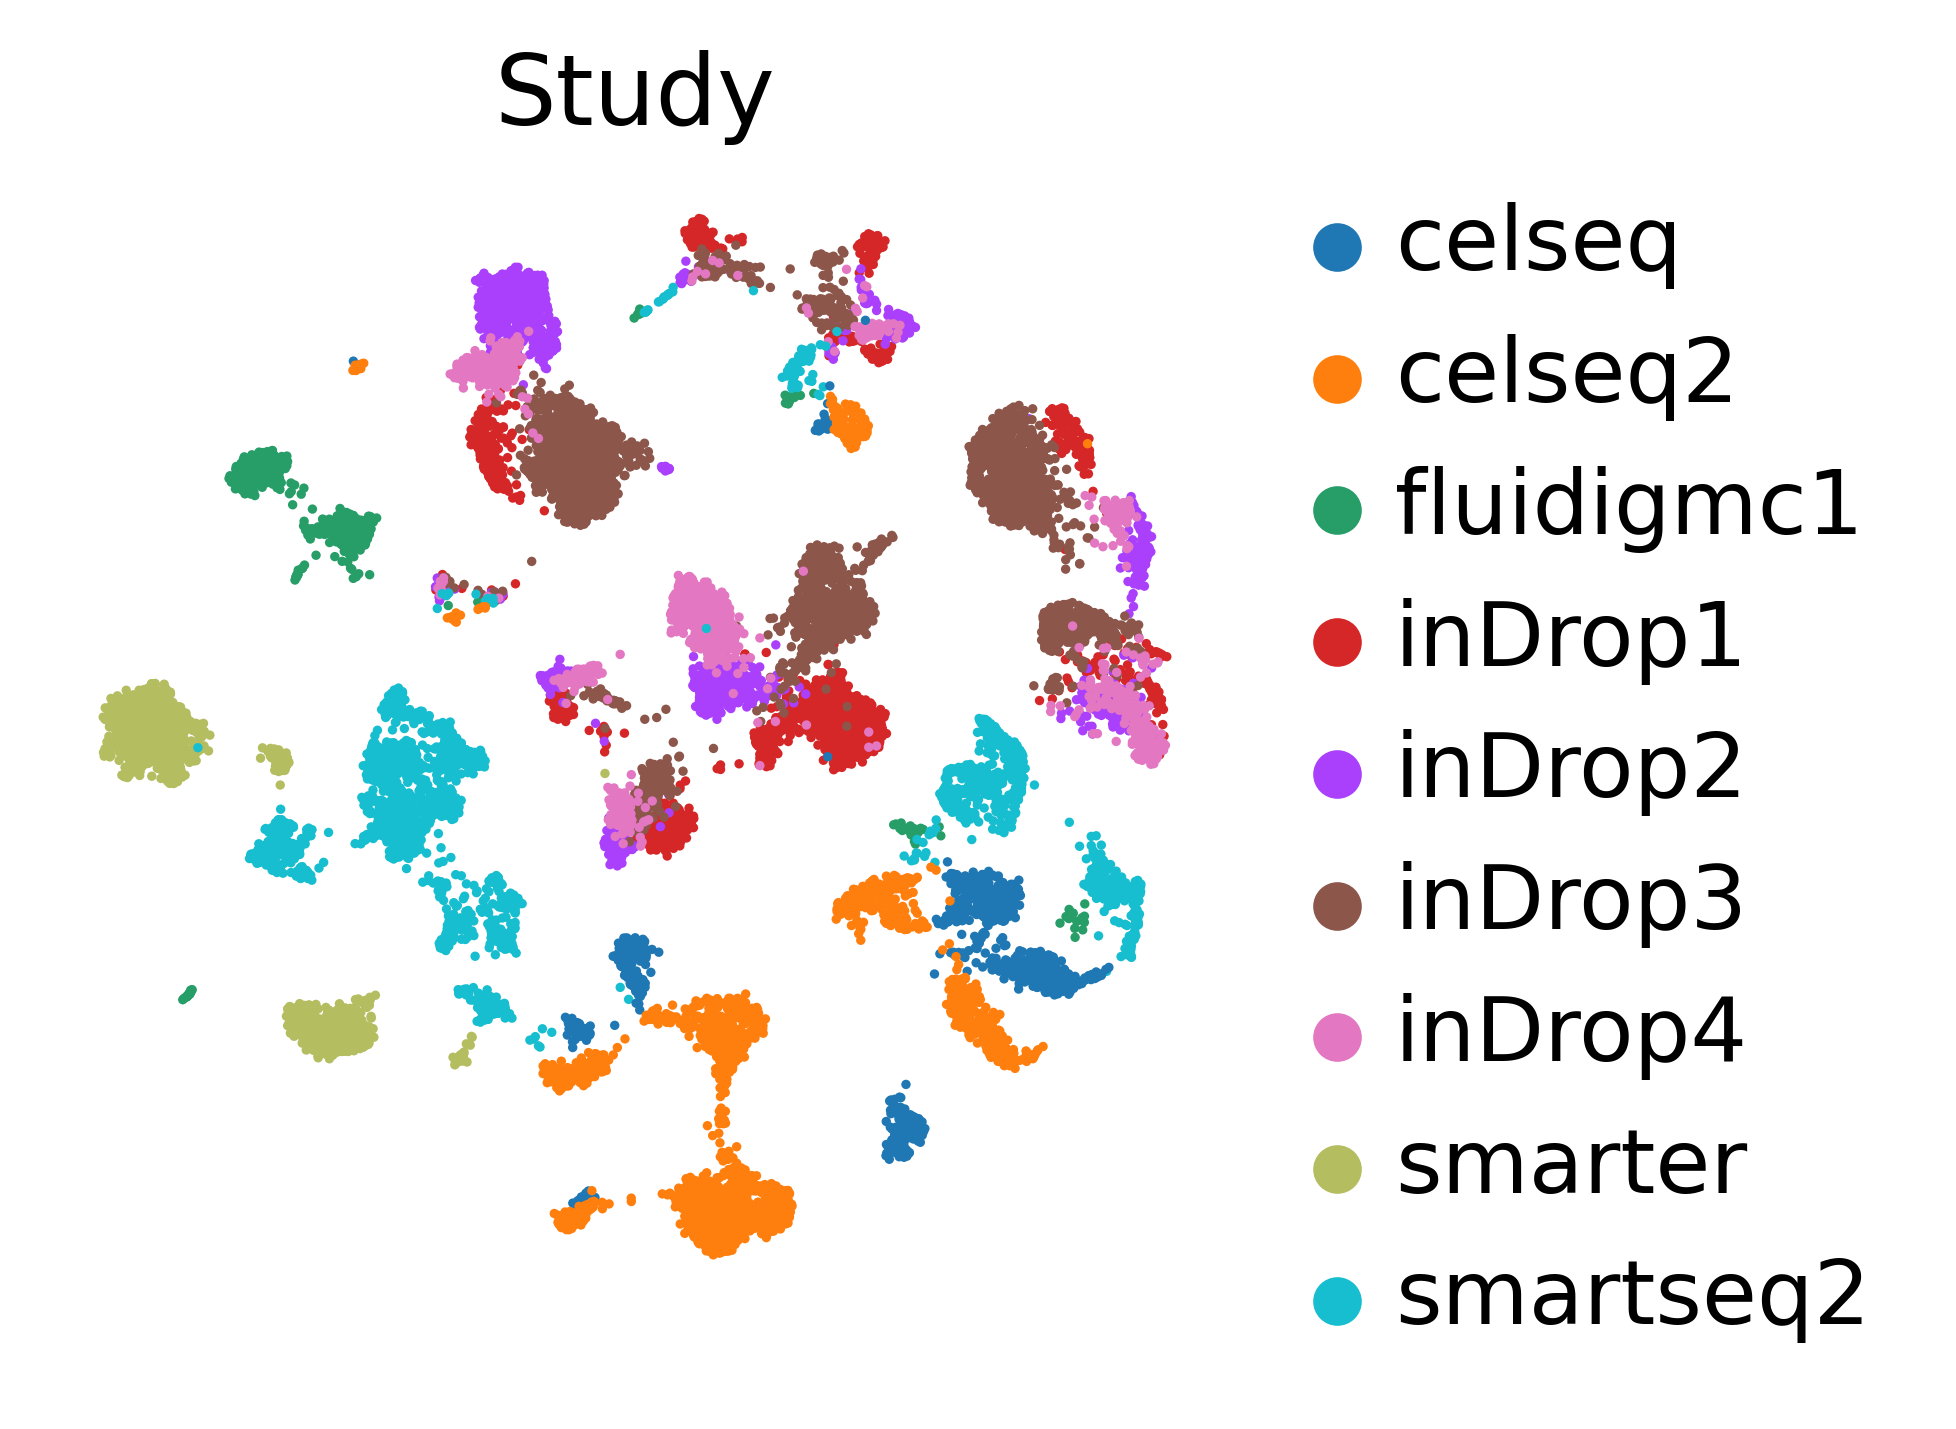 Study
celseq
celseq2
fluidigmc1
inDrop1
inDrop2
inDrop3
inDrop4
smarter
smartseq2